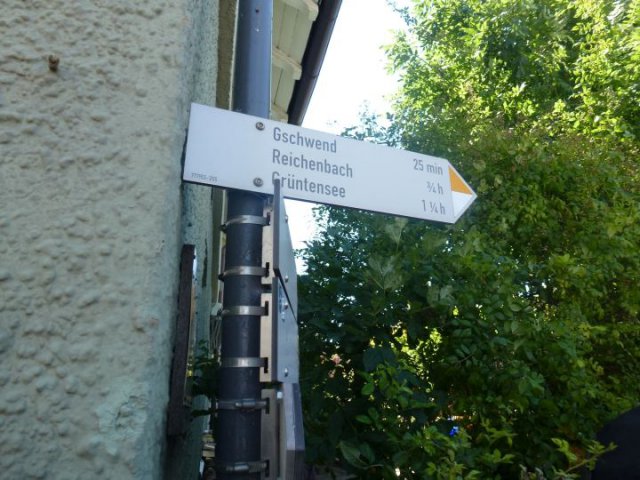 Gschwend 25 min
Reichenbach ¾ h
Grüntensee 1 ¼ h